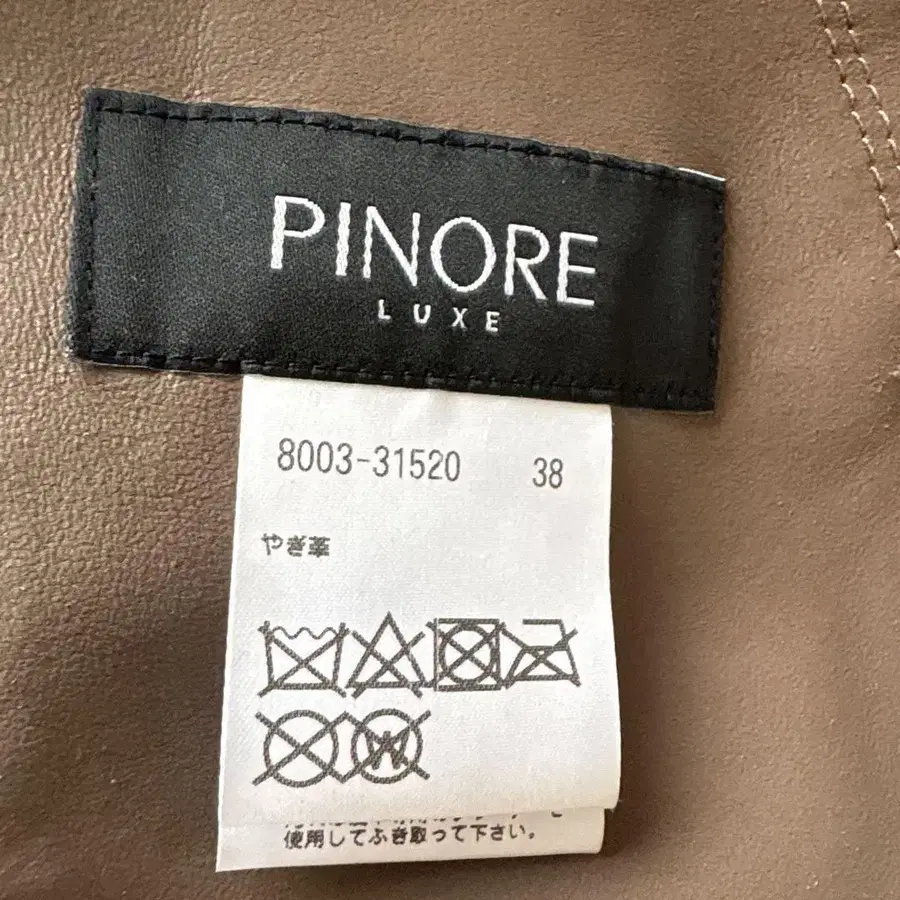 PINORE
LUXE
8003-31520 38
やぎ革
W
使用してふき取って下さい。